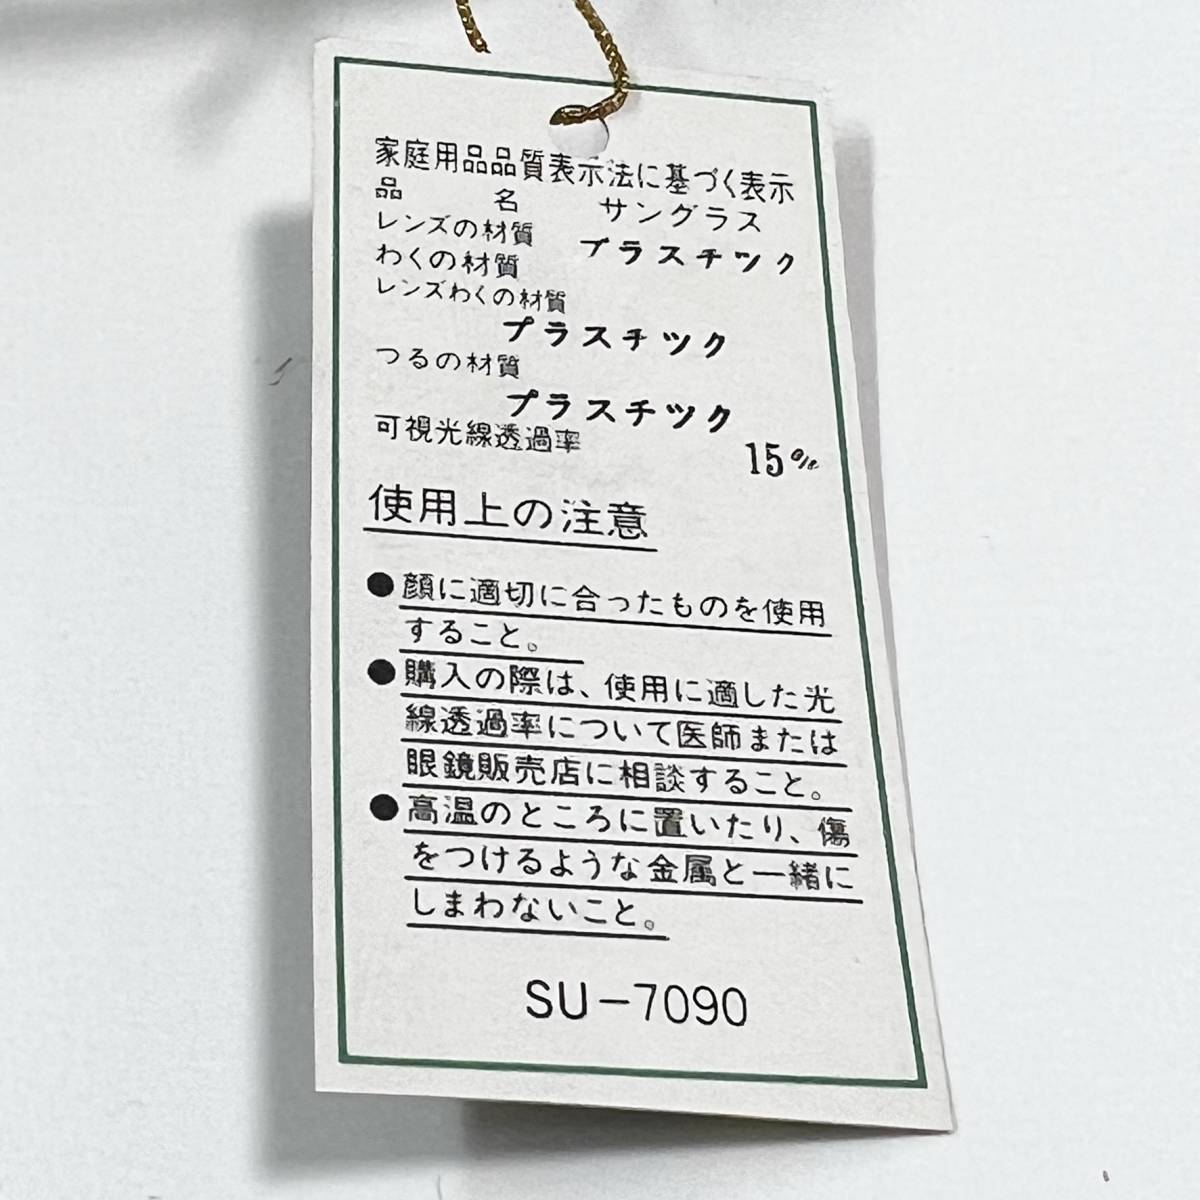 家庭用品品質表示法に基づく表示
品名 サングラス
レンズの材質 プラスチック
わくの材質
レンズわくの材質
プラスチック
つるの材質
プラスチック
可視光線透過率 15%
使用上の注意
●顔に適切に合ったものを使用
すること。
●購入の際は、使用に適した光
線透過率について医師または
眼鏡販売店に相談すること。
●高温のところに置いたり、傷
をつけるような金属と一緒に
しまわないこと。
SU-7090